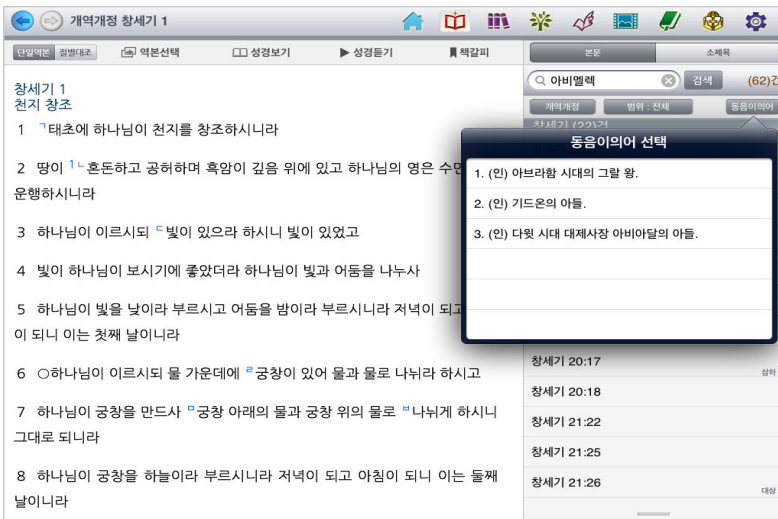 개역개정 창세기 1
단일역본 절별대조 역본선택 성경보기 성경듣기 책갈피
창세기 1
천지 창조
1 ㄱ태초에 하나님이 천지를 창조하시니라
2 땅이 1ㄴ혼돈하고 공허하며 흑암이 깊음 위에 있고 하나님의 영은 수면
운행하시니라
3 하나님이 이르시되 ㄷ빛이 있으라 하시니 빛이 있었고
4 빛이 하나님이 보시기에 좋았더라 하나님이 빛과 어둠을 나누사
5 하나님이 빛을 낮이라 부르시고 어둠을 밤이라 부르시니라 저녁이 되고
이 되니 이는 첫째 날이니라
6 ○하나님이 이르시되 물 가운데에 ㄹ궁창이 있어 물과 물로 나뉘라 하시고
7 하나님이 궁창을 만드사 ㅁ궁창 아래의 물과 궁창 위의 물로 ㅂ나뉘게 하시니
그대로 되니라
8 하나님이 궁창을 하늘이라 부르시니라 저녁이 되고 아침이 되니 이는 둘째
날이니라
본문 소제목
아비멜렉 검색 (62)건
개역개정 범위 : 전체 동음이의어
창세기 (22)건
동음이의어 선택
1. (인) 아브라함 시대의 그랄 왕.
2. (인) 기드온의 아들.
3. (인) 다윗 시대 대제사장 아비아달의 아들.
창세기 20:17
삼하
창세기 20:18
창세기 21:22
창세기 21:25
창세기 21:26
대상